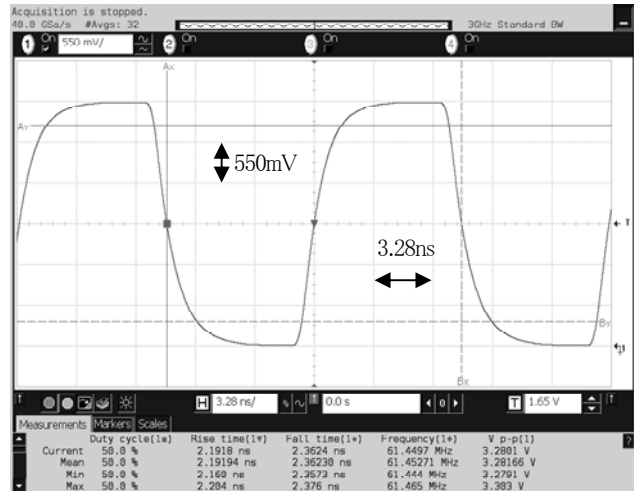 Acquisition is stopped.
40.0 GSa/s #Avgs: 32 3GHz Standard BW
1 On 550 mV/ 2 On 3 On 4 On
Ax
Ay
550mV
T
3.28ns
By
Bx
H 3.28 ns/ 0.0 s 0 T 1.65 V
Measurements Markers Scales
Duty cycle(1≡) Rise time(1▾) Fall time(1+) Frequency(1+) V p-p(1) ?
Current 50.0 % 2.1918 ns 2.3624 ns 61.4497 MHz 3.2801 V
Mean 50.0 % 2.19194 ns 2.36230 ns 61.45271 MHz 3.28166 V
Min 50.0 % 2.160 ns 2.3573 ns 61.444 MHz 3.2791 V
Max 50.0 % 2.204 ns 2.376 ns 61.465 MHz 3.303 V